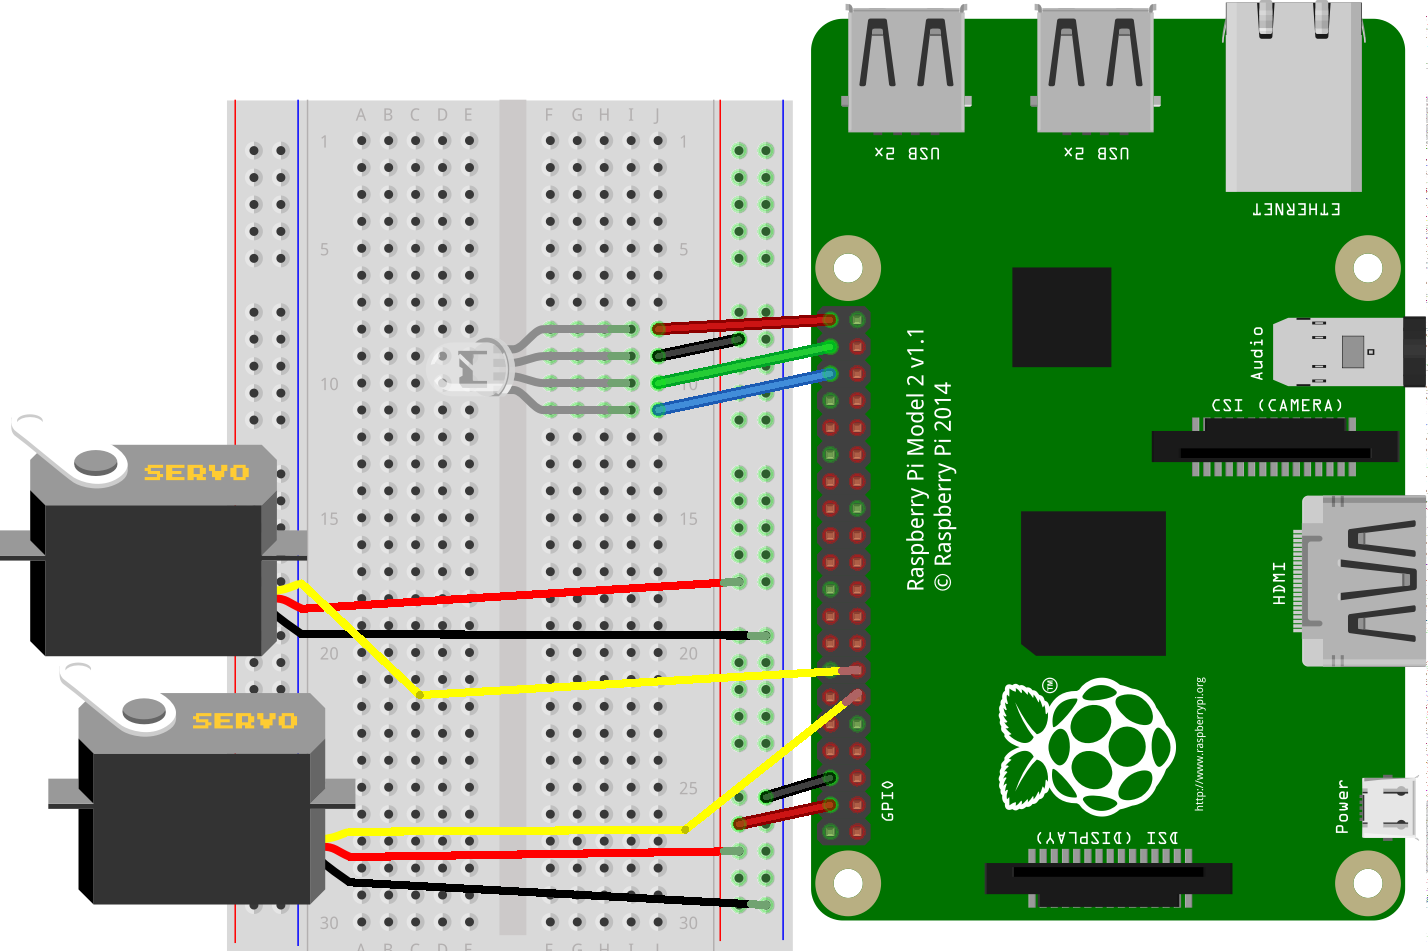 USB 2x
USB 2x
ETHERNET
A B C D E F G H I J
1 1
5 5
Audio
10 10
CSI (CAMERA)
Raspberry Pi Model 2 v1.1
© Raspberry Pi 2014
SERVO
15 15
HDMI
20 20
TM
http://www.raspberrypi.org
SERVO
25
GPIO
Power
DSI (DISPLAY)
30 30
A B C D E F G H I J